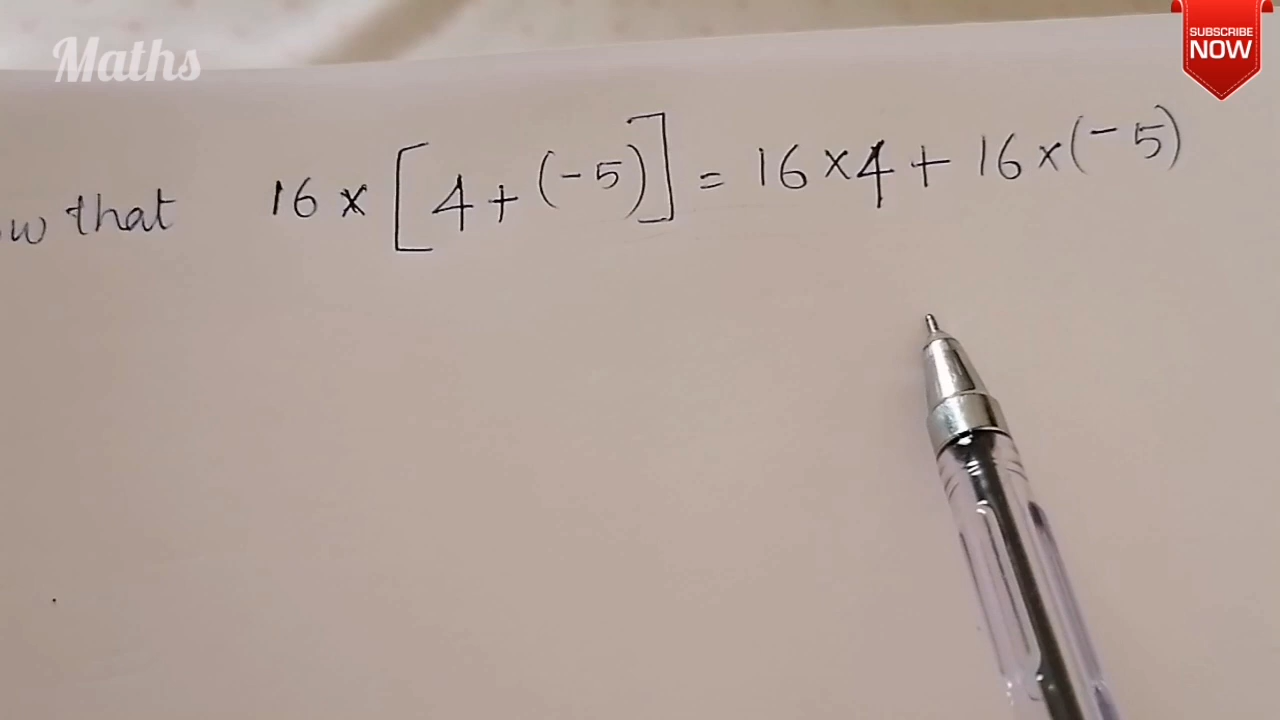 Maths
SUBSCRIBE
NOW
that 16 × [4 + (-5)] = 16 × 4 + 16 × (-5)